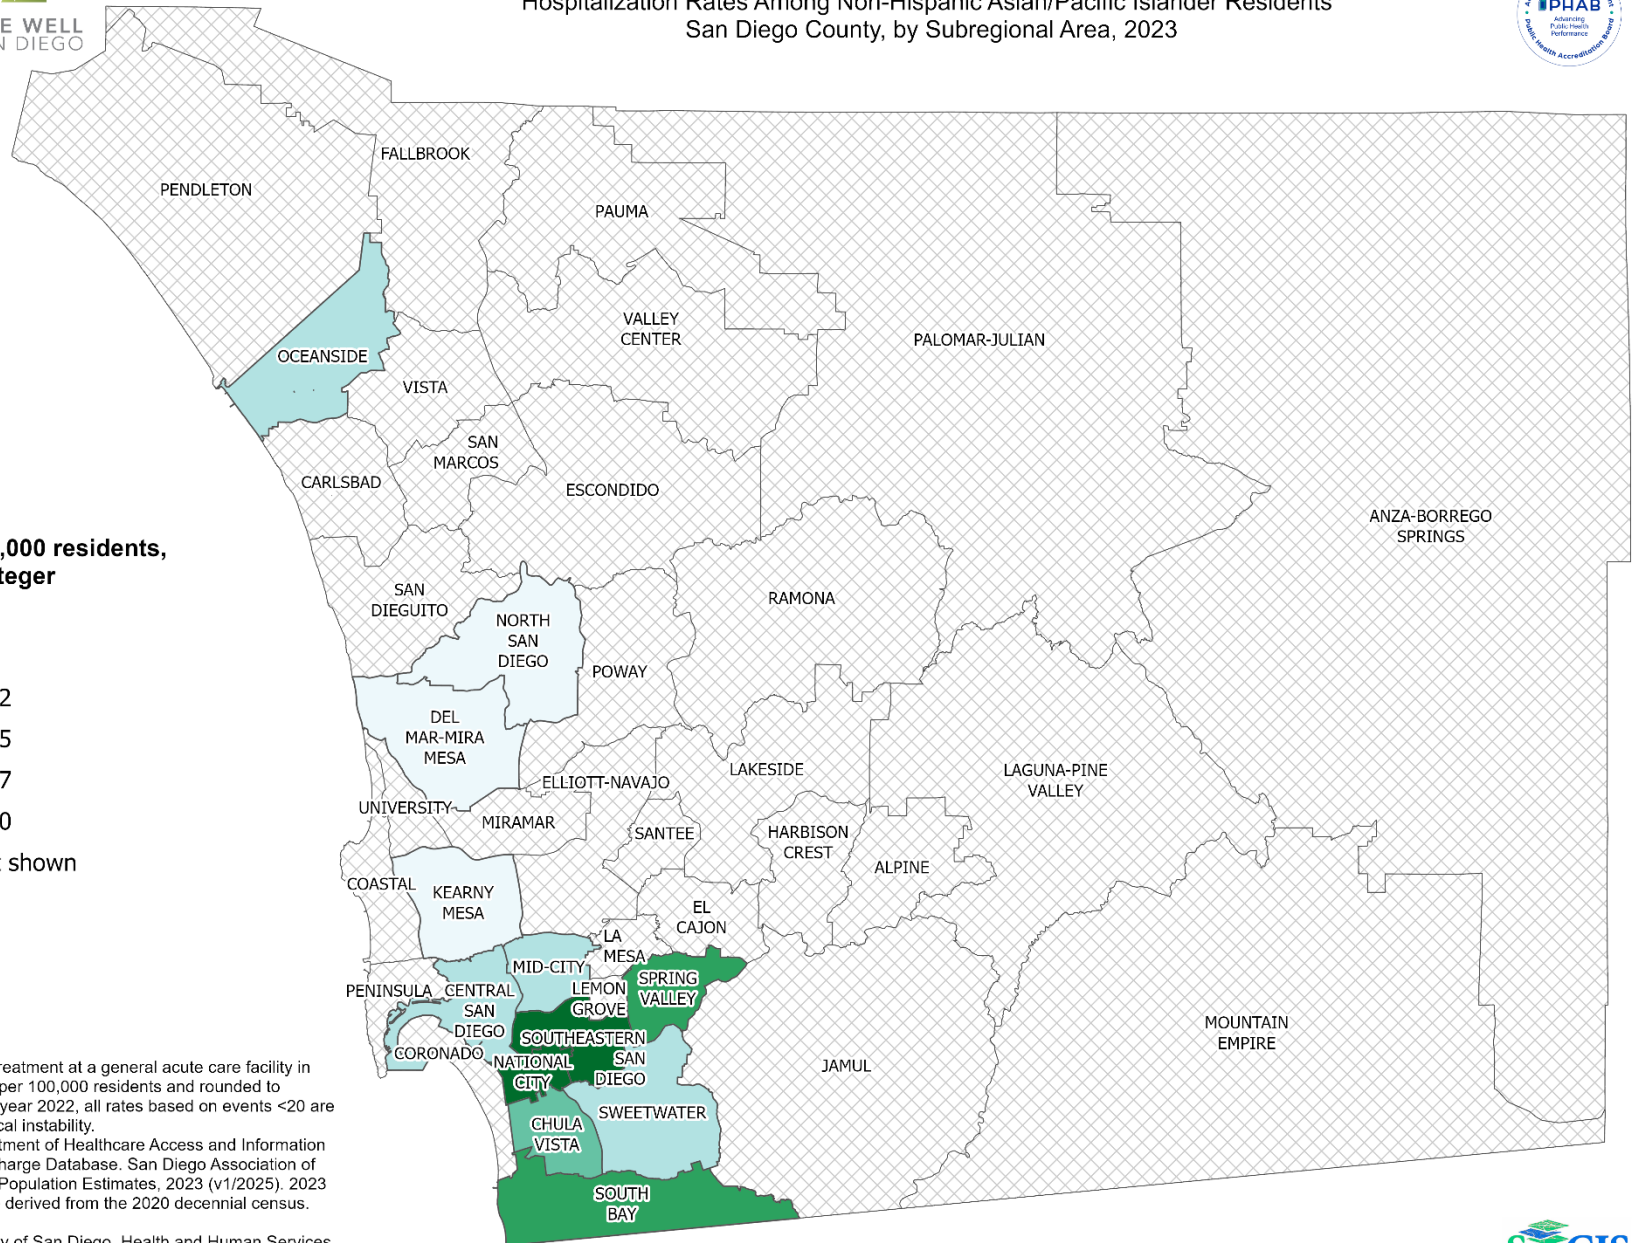 E WELL
N DIEGO
Hospitalization Rates Among Non-Hispanic Asian/Pacific Islander Residents
San Diego County, by Subregional Area, 2023
PHAB
Advancing
Public Health
Performance
Public Health Accreditation Board
FALLBROOK
PENDLETON
PAUMA
VALLEY
CENTER
PALOMAR-JULIAN
OCEANSIDE
VISTA
SAN
MARCOS
CARLSBAD
ESCONDIDO
ANZA-BORREGO
SPRINGS
,000 residents,
teger
SAN
DIEGUITO
NORTH
SAN
DIEGO
RAMONA
POWAY
2
5
7
0
t shown
DEL
MAR-MIRA
MESA
ELLIOTT-NAVAJO
LAKESIDE
LAGUNA-PINE
VALLEY
UNIVERSITY
MIRAMAR
SANTEE
HARBISON
CREST
ALPINE
COASTAL
KEARNY
MESA
EL
CAJON
LA
MESA
MID-CITY
SPRING
VALLEY
LEMON
GROVE
PENINSULA
CENTRAL
SAN
DIEGO
CORONADO
SOUTHEASTERN
SAN
DIEGO
NATIONAL
CITY
MOUNTAIN
EMPIRE
JAMUL
SWEETWATER
CHULA
VISTA
SOUTH
BAY
reatment at a general acute care facility in
per 100,000 residents and rounded to
year 2022, all rates based on events <20 are
cal instability.
tment of Healthcare Access and Information
harge Database. San Diego Association of
Population Estimates, 2023 (v1/2025). 2023
derived from the 2020 decennial census.
y of San Diego, Health and Human Services